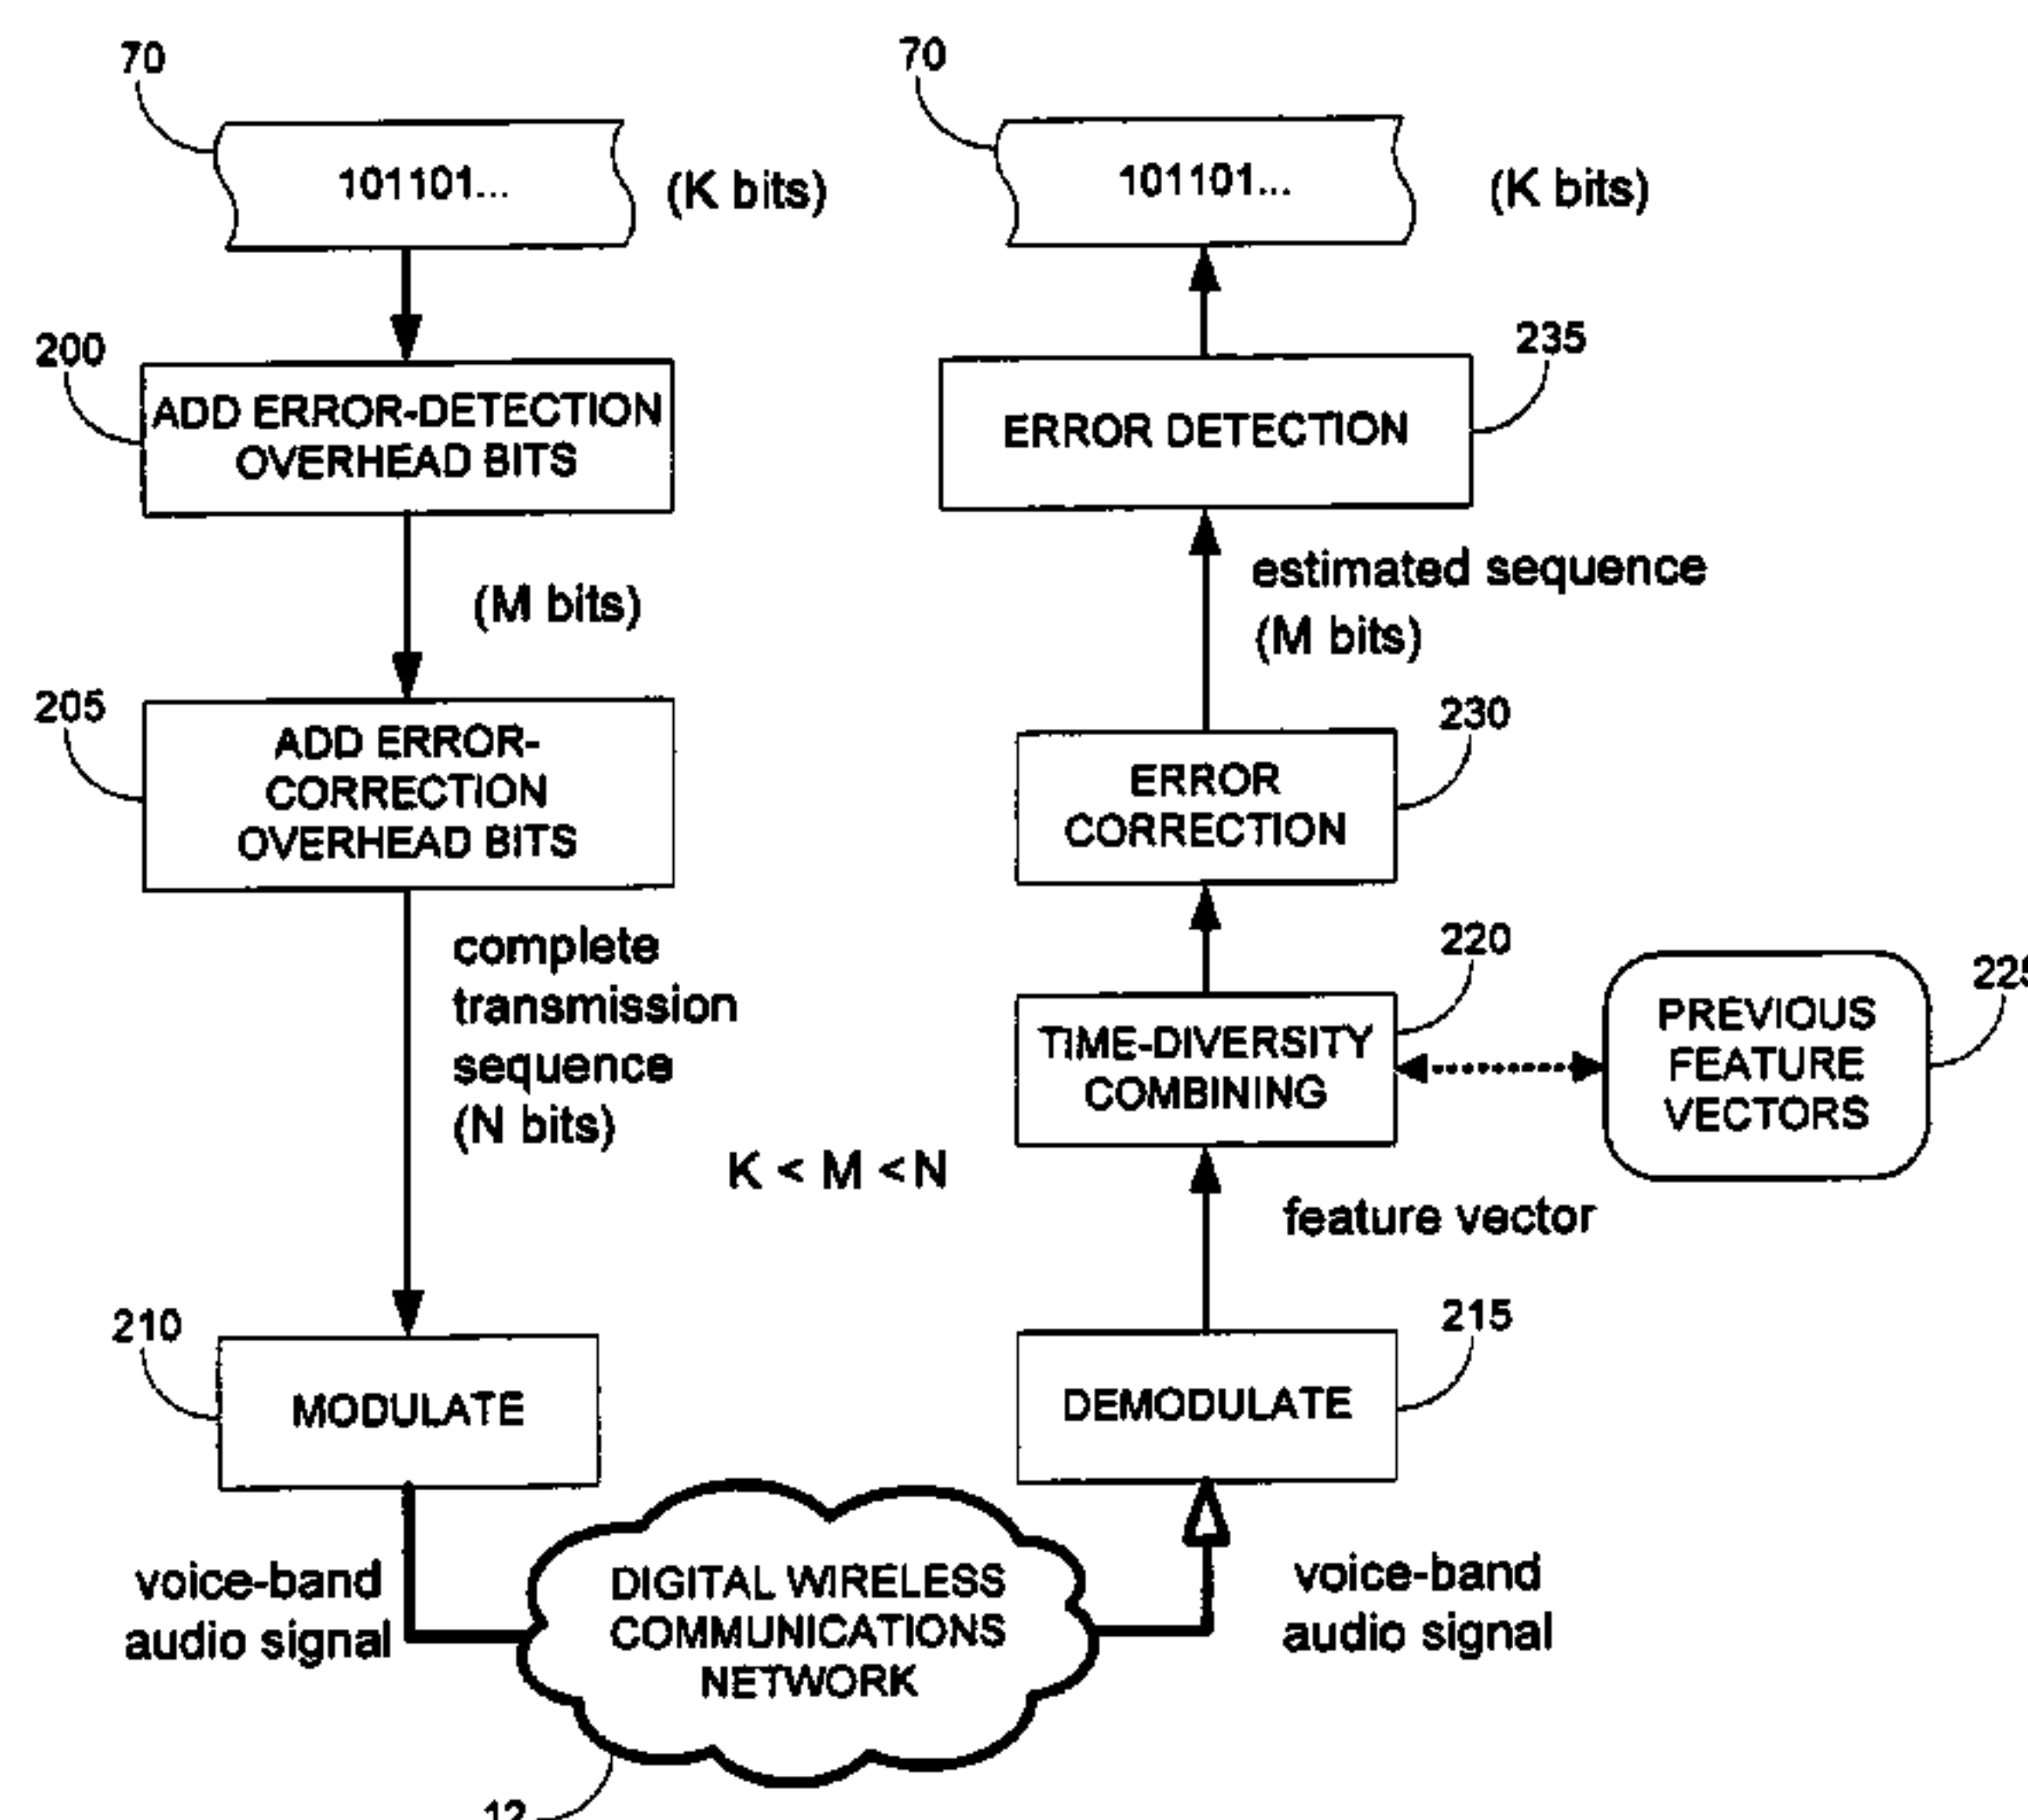 70
101101...
(K bits)
200
ADD ERROR-DETECTION
OVERHEAD BITS
(M bits)
205
ADD ERROR-
CORRECTION
OVERHEAD BITS
complete
transmission
sequence
(N bits)
K < M < N
210
MODULATE
voice-band
audio signal
DIGITAL WIRELESS
COMMUNICATIONS
NETWORK
12
70
101101...
(K bits)
235
ERROR DETECTION
estimated sequence
(M bits)
230
ERROR
CORRECTION
220
TIME-DIVERSITY
COMBINING
225
PREVIOUS
FEATURE
VECTORS
feature vector
215
DEMODULATE
voice-band
audio signal